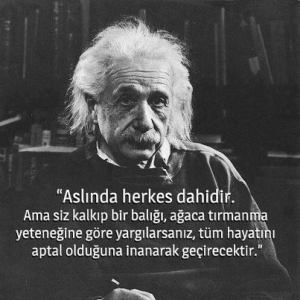 “Aslında herkes dahidir.
Ama siz kalkıp bir balığı, ağaca tırmanma
yeteneğine göre yargılarsanız, tüm hayatını
aptal olduğuna inanarak geçirecektir.”